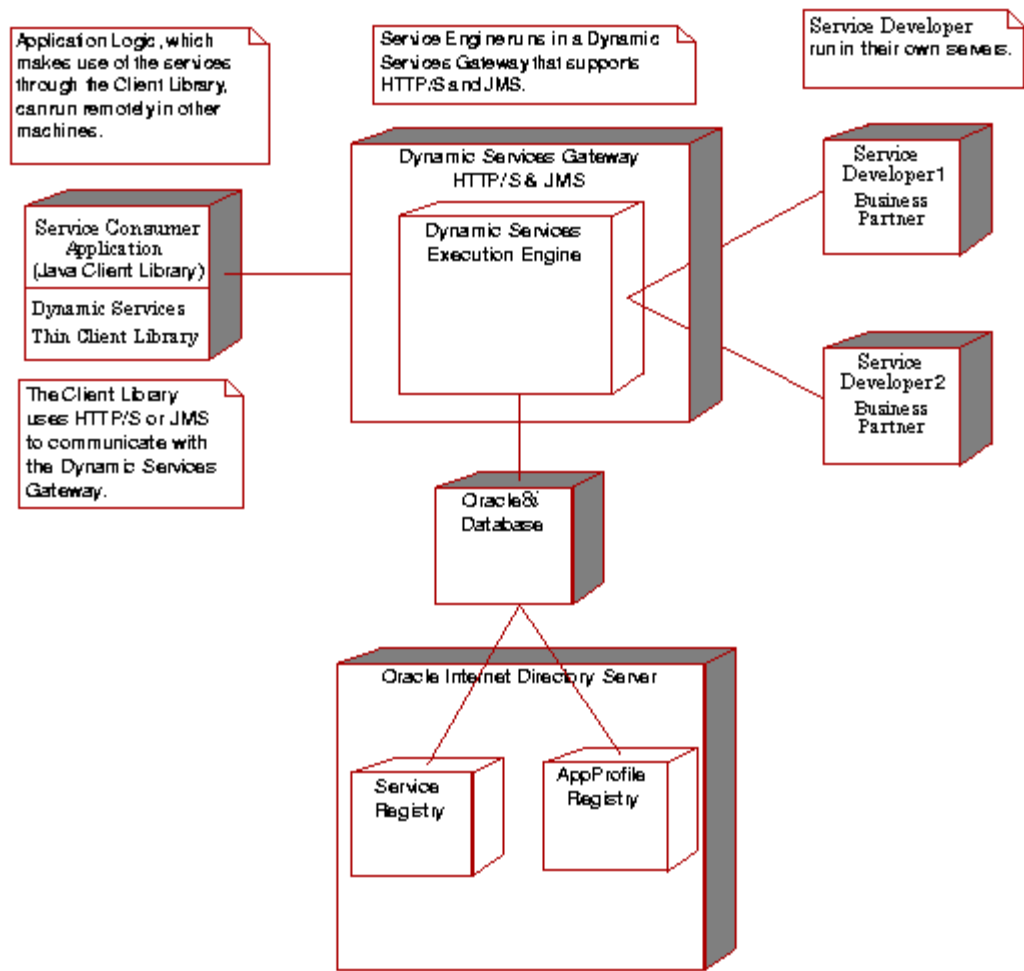 Application Logic, which
makes use of the services
through the Client Library,
can run remotely in other
machines.
Service Engine runs in a Dynamic
Services Gateway that supports
HTTP/S and JMS.
Service Developer
run in their own servers.
Dynamic Services Gateway
HTTP/S & JMS
Dynamic Services
Execution Engine
Service
Developer1
Business
Partner
Service Consumer
Application
(Java Client Library)
Dynamic Services
Thin Client Library
Service
Developer2
Business
Partner
The Client Library
uses HTTP/S or JMS
to communicate with
the Dynamic Services
Gateway.
Oracle8i
Database
Oracle Internet Directory Server
Service
Registry
AppProfile
Registry